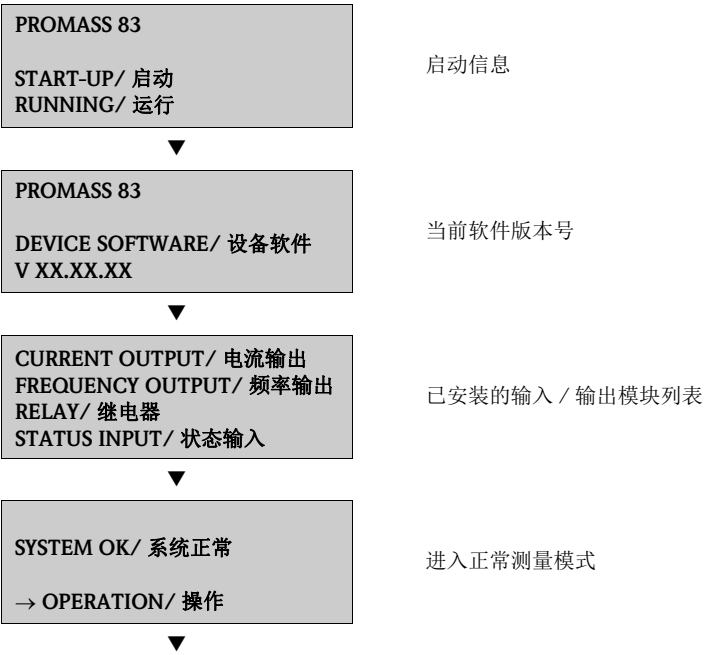 PROMASS 83
START-UP/ 启动
RUNNING/ 运行
启动信息
▼
PROMASS 83
DEVICE SOFTWARE/ 设备软件
V XX.XX.XX
当前软件版本号
▼
CURRENT OUTPUT/ 电流输出
FREQUENCY OUTPUT/ 频率输出
RELAY/ 继电器
STATUS INPUT/ 状态输入
已安装的输入 / 输出模块列表
▼
SYSTEM OK/ 系统正常
→ OPERATION/ 操作
进入正常测量模式
▼